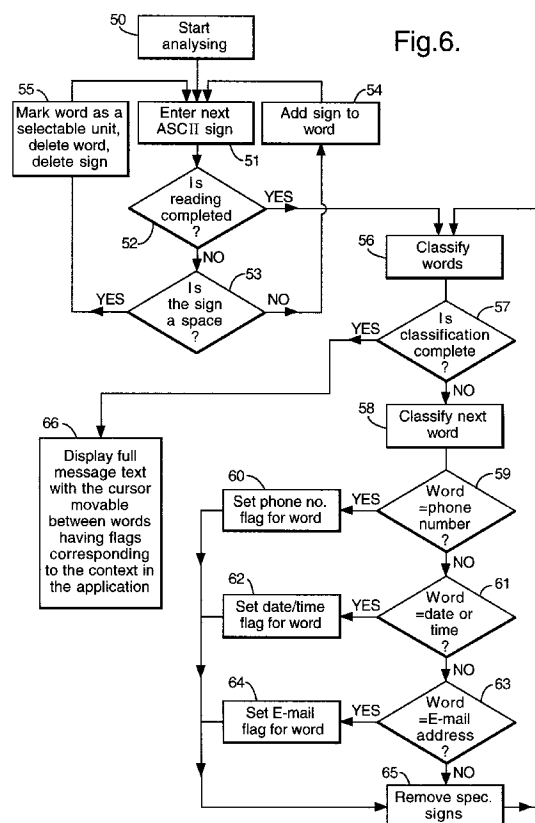 Fig.6.
50
Start
analysing
55
Mark word as a
selectable unit,
delete word,
delete sign
Enter next
ASCII sign
51
54
Add sign to
word
Is
reading
completed
?
52
YES
NO
Is
the sign
a space
?
53
YES
NO
56
Classify
words
57
Is
classification
complete
?
YES
NO
58
Classify next
word
66
Display full
message text
with the cursor
movable
between words
having flags
corresponding
to the context in
the application
59
Word
=phone
number
?
YES
NO
60
Set phone no.
flag for word
61
Word
=date or
time
?
YES
NO
62
Set date/time
flag for word
63
Word
=E-mail
address
?
YES
NO
64
Set E-mail
flag for word
65
Remove spec.
signs